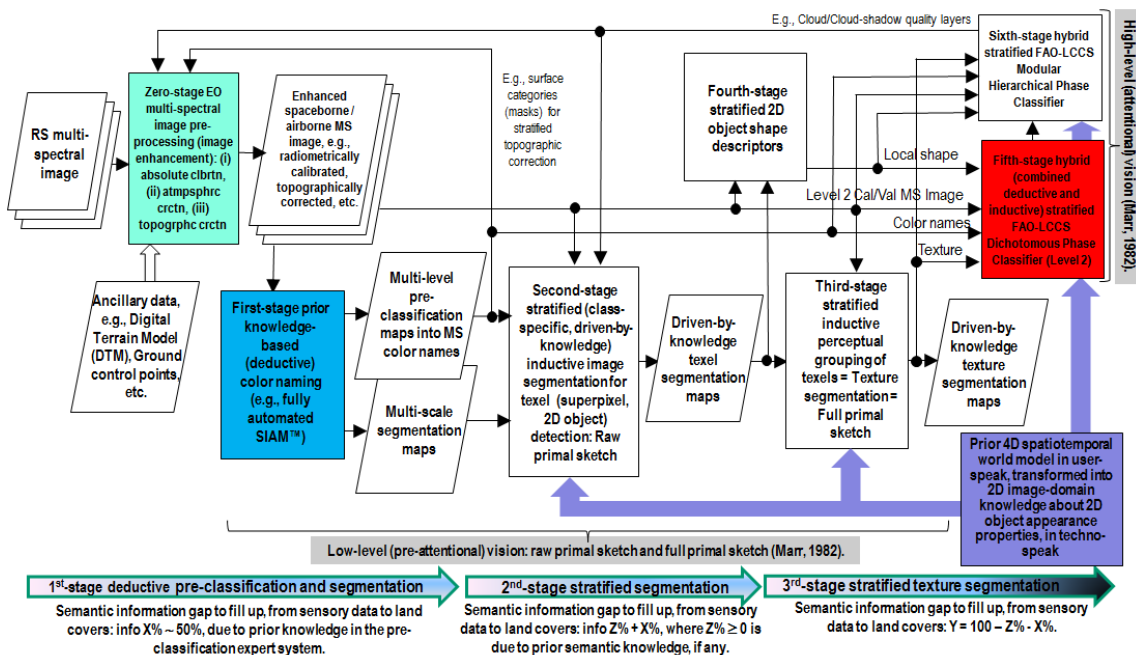 E.g., Cloud/Cloud-shadow quality layers
RS multi-
spectral
image
Zero-stage EO
multi-spectral
image pre-
processing (image
enhancement): (i)
absolute clbrtn,
(ii) atmpsphrc
crctn, (iii)
topogrphc crctn
Enhanced
spaceborne /
airborne MS
image, e.g.,
radiometrically
calibrated,
topographically
corrected, etc.
E.g., surface
categories
(masks) for
stratified
topographic
correction
Fourth-stage
stratified 2D
object shape
descriptors
Sixth-stage hybrid
stratified FAO-LCCS
Modular
Hierarchical Phase
Classifier
High-level (attentional) vision (Marr, 1982).
Local shape
Level 2 Cal/Val MS Image
Color names
Texture
Fifth-stage hybrid
(combined
deductive and
inductive) stratified
FAO-LCCS
Dichotomous Phase
Classifier (Level 2)
Ancillary data,
e.g., Digital
Terrain Model
(DTM), Ground
control points,
etc.
First-stage prior
knowledge-
based
(deductive)
color naming
(e.g., fully
automated
SIAM™)
Multi-level
pre-
classification
maps into MS
color names
Multi-scale
segmentation
maps
Second-stage
stratified (class-
specific, driven-by-
knowledge)
inductive image
segmentation for
texel (superpixel,
2D object)
detection: Raw
primal sketch
Driven-by-
knowledge
texel
segmentation
maps
Third-stage
stratified
inductive
perceptual
grouping of
texels = Texture
segmentation =
Full primal
sketch
Driven-by-
knowledge
texture
segmentation
maps
Prior 4D spatiotemporal
world model in user-
speak, transformed into
2D image-domain
knowledge about 2D
object appearance
properties, in techno-
speak
Low-level (pre-attentional) vision: raw primal sketch and full primal sketch (Marr, 1982).
1st-stage deductive pre-classification and segmentation
Semantic information gap to fill up, from sensory data to land
covers: info X% ~ 50%, due to prior knowledge in the pre-
classification expert system.
2nd-stage stratified segmentation
Semantic information gap to fill up, from sensory
data to land covers: info Z% + X%, where Z% ≥ 0 is
due to prior semantic knowledge, if any.
3rd-stage stratified texture segmentation
Semantic information gap to fill up, from sensory
data to land covers: Y = 100 – Z% - X%.